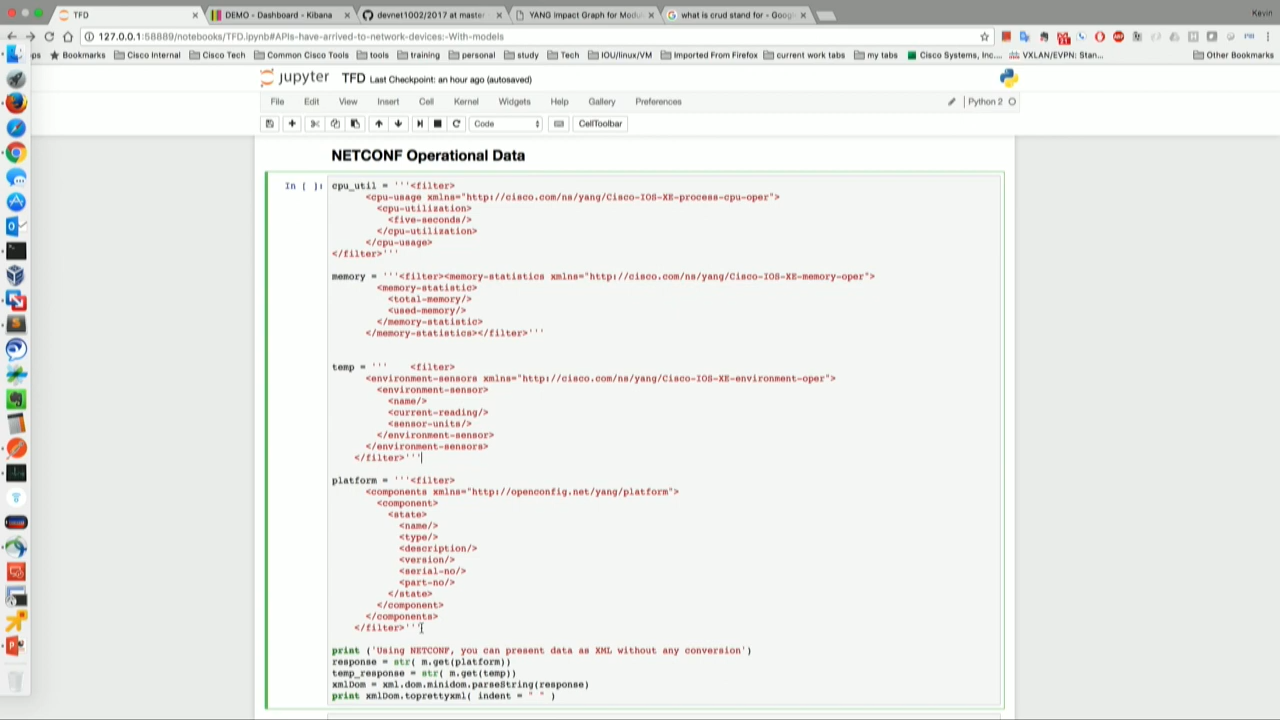 Kevin
TFD
DEMO - Dashboard - Kibana
devnet1002/2017 at master
YANG Impact Graph for Modu
what is crud stand for - Goog
127.0.0.1:58889/notebooks/TFD.ipynb#APIs-have-arrived-to-network-devices:-With-models
ps Bookmarks Cisco Internal Cisco Tech Common Cisco Tools tools training personal study Tech IOU/linux/VM Imported From Firefox current work tabs my tabs Cisco Systems, Inc.... VXLAN/EVPN: Stan... Other Bookmarks
jupyter TFD Last Checkpoint: an hour ago (autosaved)
File Edit View Insert Cell Kernel Widgets Help Gallery Preferences Python 2
Code CellToolbar
NETCONF Operational Data
In [ ]: cpu_util = '''<filter>
<cpu-usage xmlns="http://cisco.com/ns/yang/Cisco-IOS-XE-process-cpu-oper">
<cpu-utilization>
<five-seconds/>
</cpu-utilization>
</cpu-usage>
</filter>'''
memory = '''<filter><memory-statistics xmlns="http://cisco.com/ns/yang/Cisco-IOS-XE-memory-oper">
<memory-statistic>
<total-memory/>
<used-memory/>
</memory-statistic>
</memory-statistics></filter>'''
temp = ''' <filter>
<environment-sensors xmlns="http://cisco.com/ns/yang/Cisco-IOS-XE-environment-oper">
<environment-sensor>
<name/>
<current-reading/>
<sensor-units/>
</environment-sensor>
</environment-sensors>
</filter>'''
platform = '''<filter>
<components xmlns="http://openconfig.net/yang/platform">
<component>
<state>
<name/>
<type/>
<description/>
<version/>
<serial-no/>
<part-no/>
</state>
</component>
</components>
</filter>'''
print ('Using NETCONF, you can present data as XML without any conversion')
response = str( m.get(platform))
temp_response = str( m.get(temp))
xmlDom = xml.dom.minidom.parseString(response)
print xmlDom.toprettyxml( indent = " " )